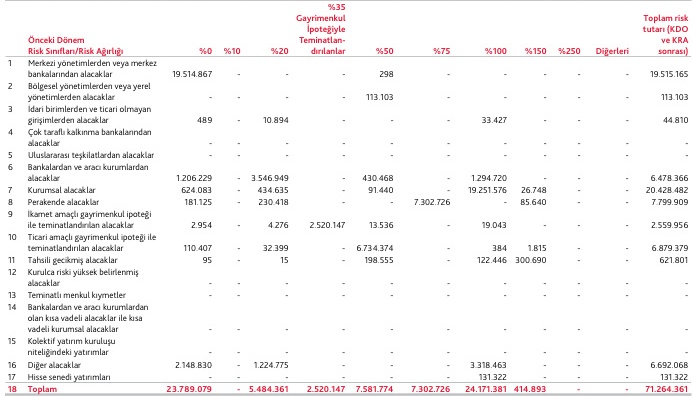 %35
Gayrimenkul
İpoteğiyle
Teminatlan-
dırılanlar
Toplam risk
tutarı (KDO
ve KRA
sonrası)
Önceki Dönem
Risk Sınıfları/Risk Ağırlığı %0 %10 %20 %50 %75 %100 %150 %250 Diğerleri
1 Merkezi yönetimlerden veya merkez
bankalarından alacaklar 19.514.867 - - - 298 - - - - - 19.515.165
2 Bölgesel yönetimlerden veya yerel
yönetimlerden alacaklar - - - - 113.103 - - - - - 113.103
3 İdari birimlerden ve ticari olmayan
girişimlerden alacaklar 489 - 10.894 - - - 33.427 - - - 44.810
4 Çok taraflı kalkınma bankalarından
alacaklar - - - - - - - - - - -
5 Uluslararası teşkilatlardan alacaklar - - - - - - - - - - -
6 Bankalardan ve aracı kurumlardan
alacaklar 1.206.229 - 3.546.949 - 430.468 - 1.294.720 - - - 6.478.366
7 Kurumsal alacaklar 624.083 - 434.635 - 91.440 - 19.251.576 26.748 - - 20.428.482
8 Perakende alacaklar 181.125 - 230.418 - - 7.302.726 - 85.640 - - 7.799.909
9 İkamet amaçlı gayrimenkul ipoteği
ile teminatlandırılan alacaklar 2.954 - 4.276 2.520.147 13.536 - 19.043 - - - 2.559.956
10 Ticari amaçlı gayrimenkul ipoteği ile
teminatlandırılan alacaklar 110.407 - 32.399 - 6.734.374 - 384 1.815 - - 6.879.379
11 Tahsili gecikmiş alacaklar 95 - 15 - 198.555 - 122.446 300.690 - - 621.801
12 Kurulca riski yüksek belirlenmiş
alacaklar - - - - - - - - - - -
13 Teminatlı menkul kıymetler - - - - - - - - - - -
14 Bankalardan ve aracı kurumlardan
olan kısa vadeli alacaklar ile kısa
vadeli kurumsal alacaklar - - - - - - - - - - -
15 Kolektif yatırım kuruluşu
niteliğindeki yatırımlar - - - - - - - - - - -
16 Diğer alacaklar 2.148.830 - 1.224.775 - - - 3.318.463 - - - 6.692.068
17 Hisse senedi yatırımları - - - - - - 131.322 - - - 131.322
18 Toplam 23.789.079 - 5.484.361 2.520.147 7.581.774 7.302.726 24.171.381 414.893 - - 71.264.361